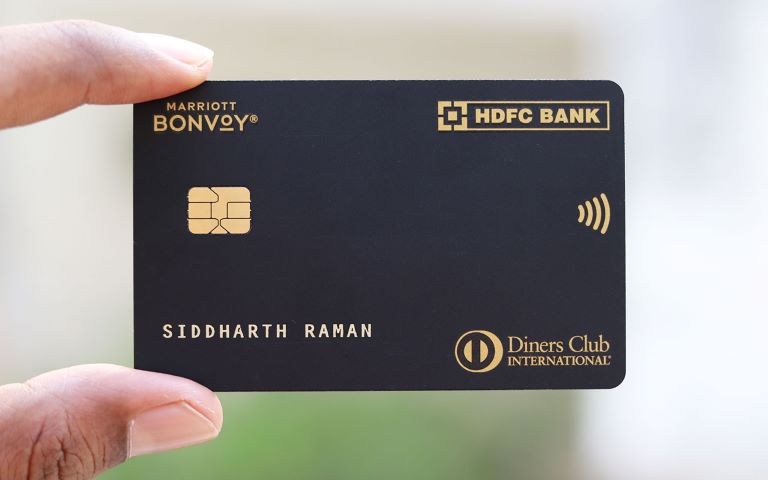 MARRIOTT
BONVOY®
HDFC BANK
SIDDHARTH RAMAN
Diners Club
INTERNATIONAL®